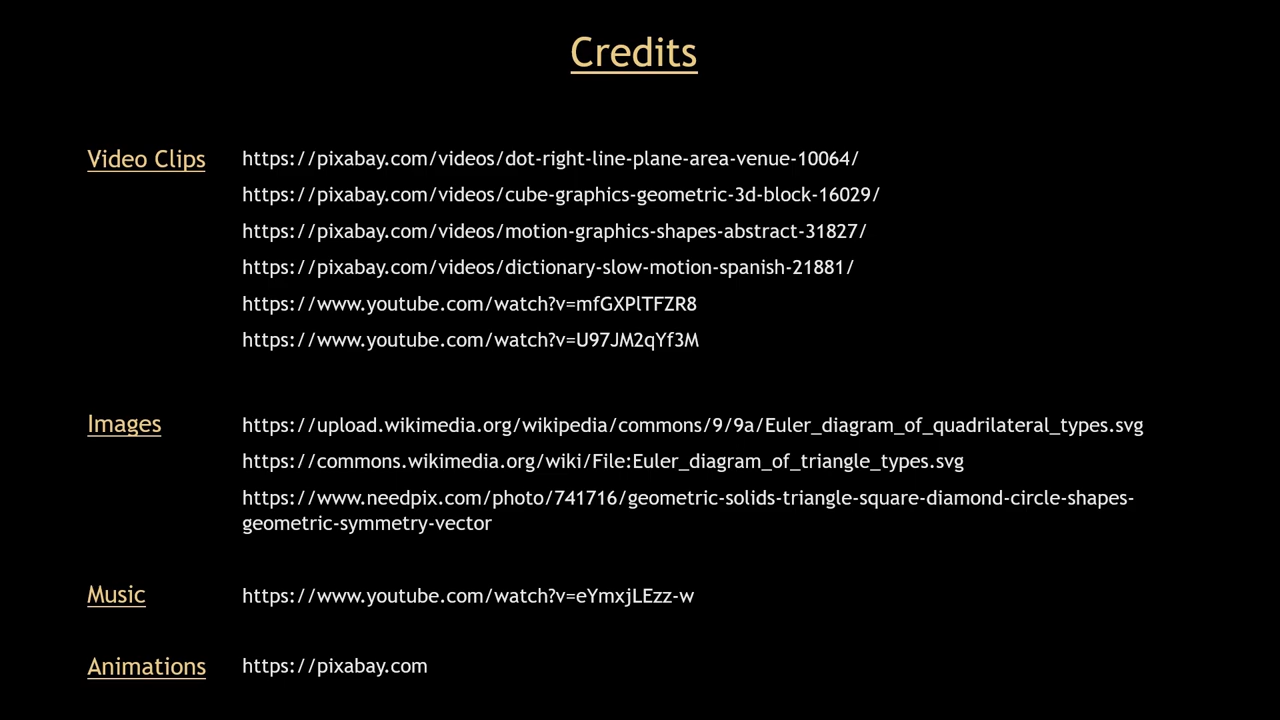 Credits
Video Clips
https://pixabay.com/videos/dot-right-line-plane-area-venue-10064/
https://pixabay.com/videos/cube-graphics-geometric-3d-block-16029/
https://pixabay.com/videos/motion-graphics-shapes-abstract-31827/
https://pixabay.com/videos/dictionary-slow-motion-spanish-21881/
https://www.youtube.com/watch?v=mfGXPlTFZR8
https://www.youtube.com/watch?v=U97JM2qYf3M
Images
https://upload.wikimedia.org/wikipedia/commons/9/9a/Euler_diagram_of_quadrilateral_types.svg
https://commons.wikimedia.org/wiki/File:Euler_diagram_of_triangle_types.svg
https://www.needpix.com/photo/741716/geometric-solids-triangle-square-diamond-circle-shapes-
geometric-symmetry-vector
Music
https://www.youtube.com/watch?v=eYmxjLEzz-w
Animations
https://pixabay.com